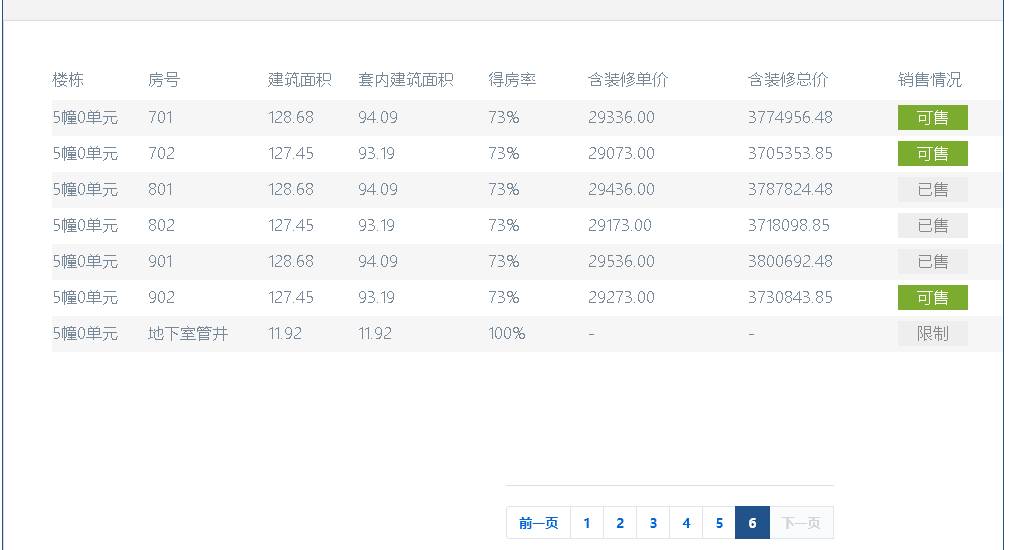 楼栋 房号 建筑面积 套内建筑面积 得房率 含装修单价 含装修总价 销售情况
5幢0单元 701 128.68 94.09 73% 29336.00 3774956.48 可售
5幢0单元 702 127.45 93.19 73% 29073.00 3705353.85 可售
5幢0单元 801 128.68 94.09 73% 29436.00 3787824.48 已售
5幢0单元 802 127.45 93.19 73% 29173.00 3718098.85 已售
5幢0单元 901 128.68 94.09 73% 29536.00 3800692.48 已售
5幢0单元 902 127.45 93.19 73% 29273.00 3730843.85 可售
5幢0单元 地下室管井 11.92 11.92 100% - - 限制
前一页 1 2 3 4 5 6 下一页